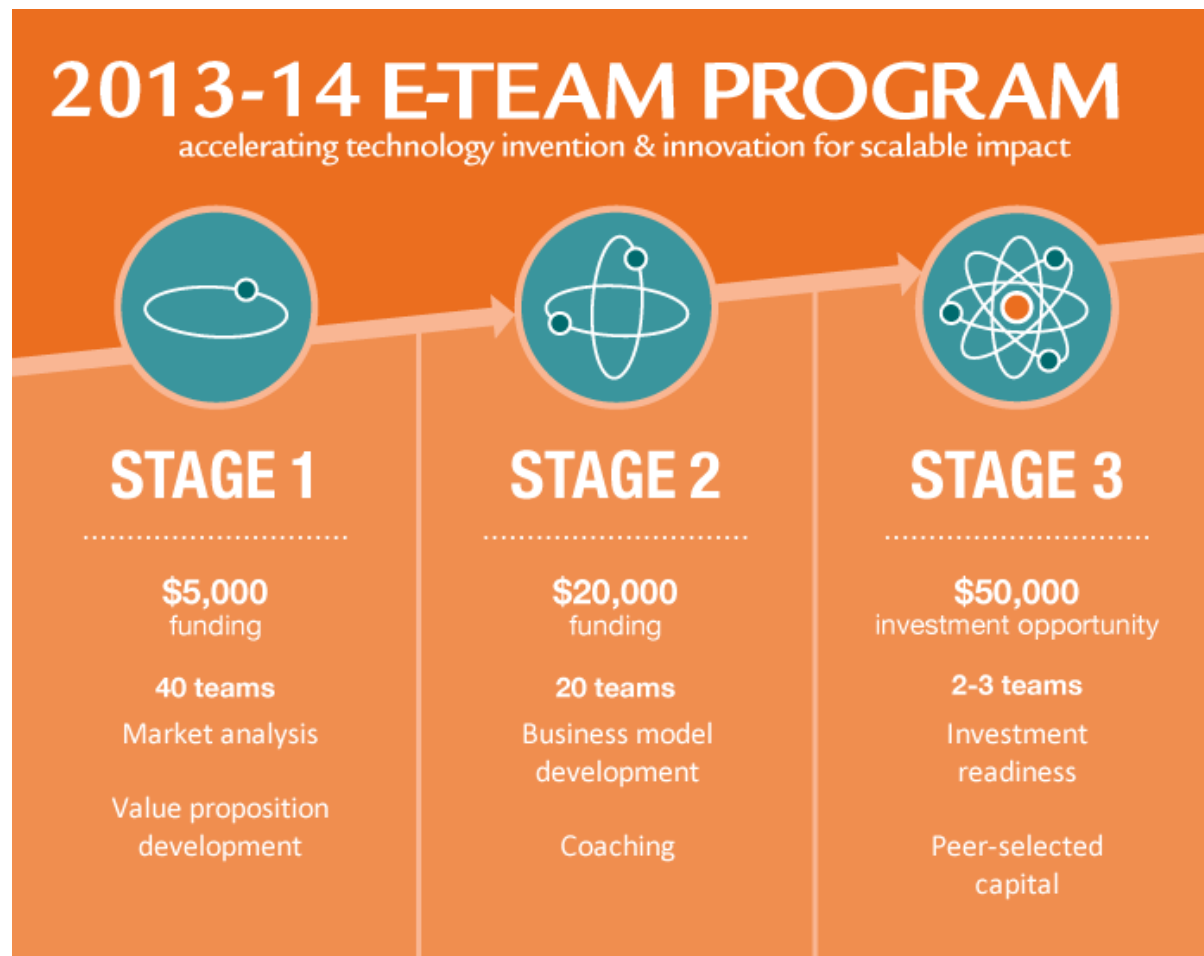 2013-14 E-TEAM PROGRAM
accelerating technology invention & innovation for scalable impact
STAGE 1
$5,000
funding
40 teams
Market analysis
Value proposition
development
STAGE 2
$20,000
funding
20 teams
Business model
development
Coaching
STAGE 3
$50,000
investment opportunity
2-3 teams
Investment
readiness
Peer-selected
capital